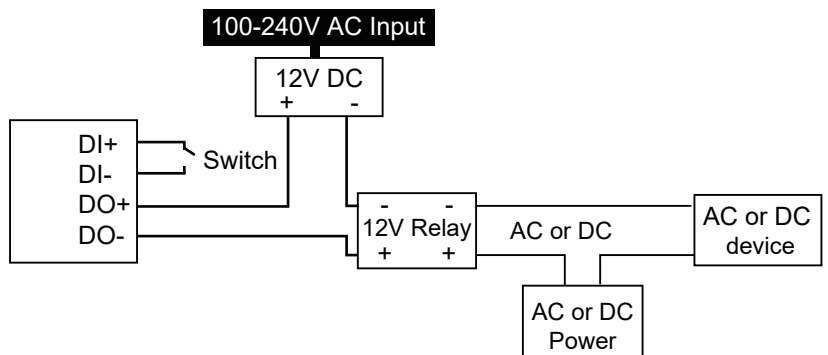 100-240V AC Input
12V DC
+ -
DI+
DI-
DO+
DO-
Switch
- -
12V Relay
+ +
AC or DC
AC or DC
device
AC or DC
Power